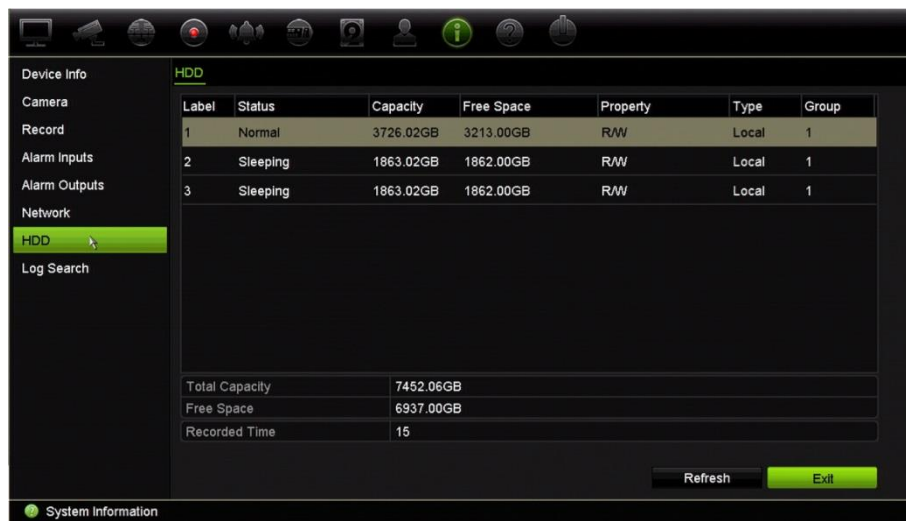 Device Info
Camera
Record
Alarm Inputs
Alarm Outputs
Network
HDD
Log Search
HDD
Label Status Capacity Free Space Property Type Group
1 Normal 3726.02GB 3213.00GB R/W Local 1
2 Sleeping 1863.02GB 1862.00GB R/W Local 1
3 Sleeping 1863.02GB 1862.00GB R/W Local 1
Total Capacity 7452.06GB
Free Space 6937.00GB
Recorded Time 15
Refresh Exit
System Information